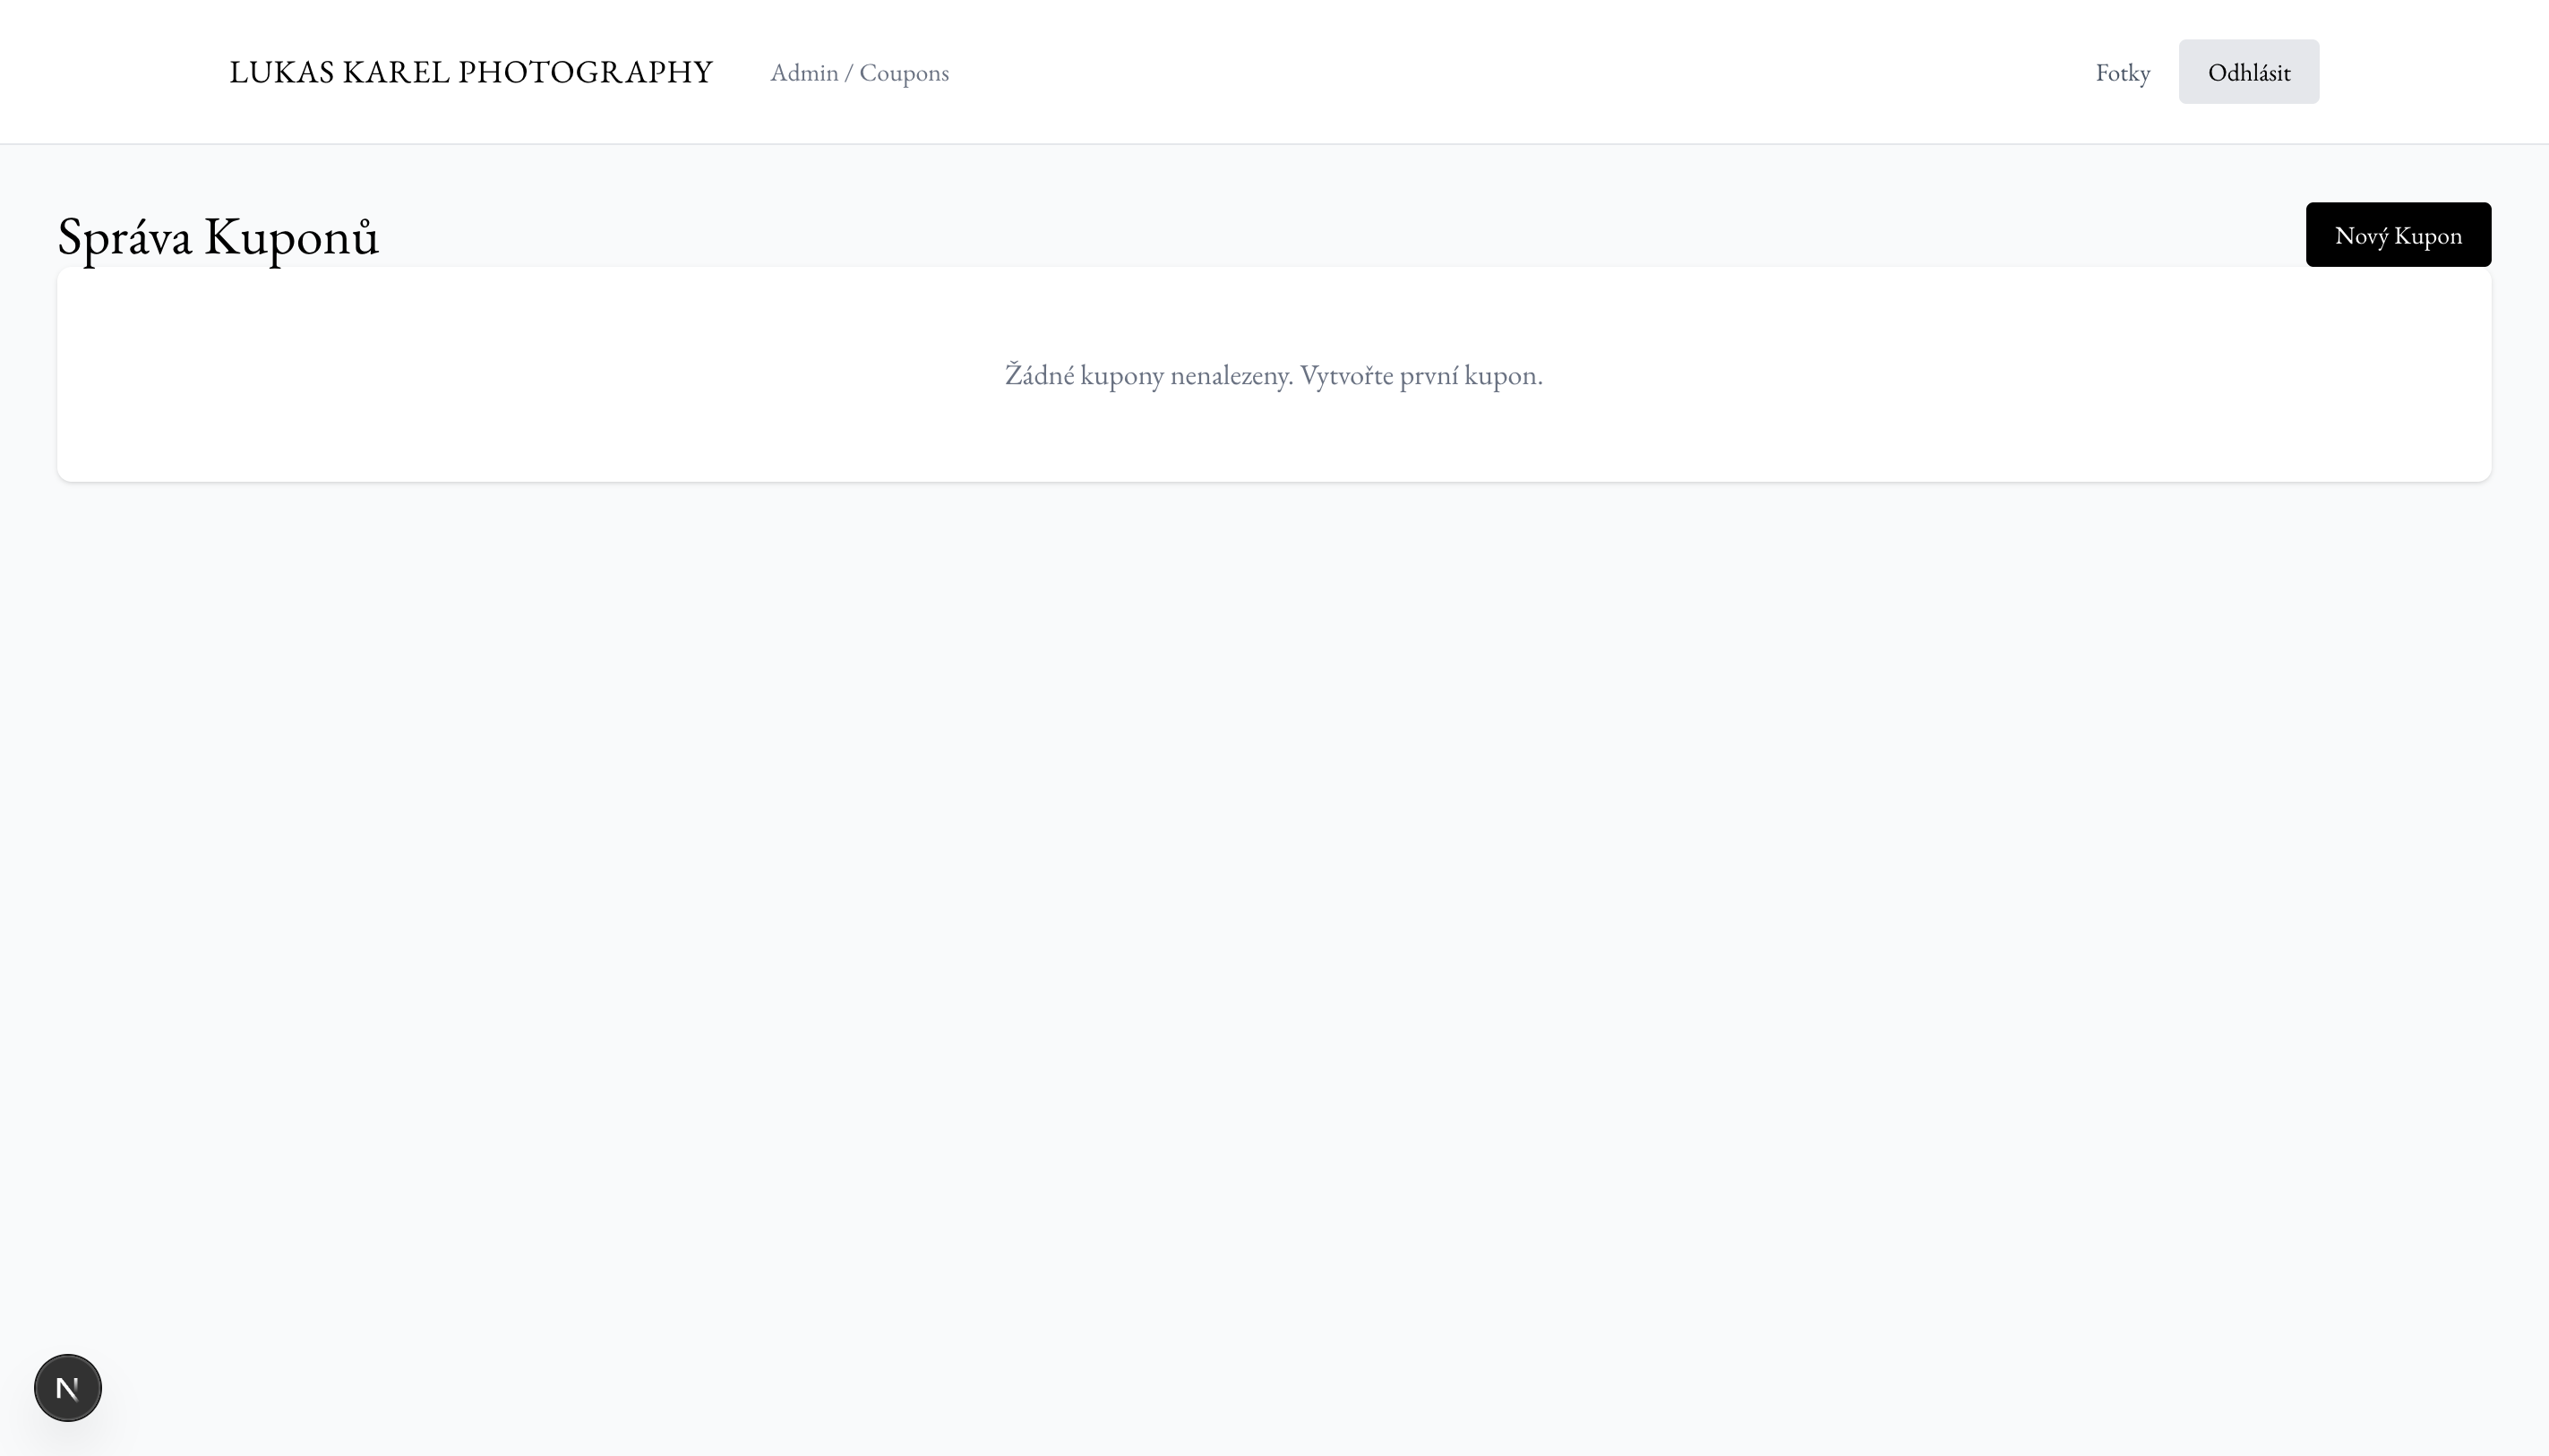 LUKAS KAREL PHOTOGRAPHY
Admin / Coupons
Fotky
Odhlásit
Správa Kuponů
Nový Kupon
Žádné kupony nenalezeny. Vytvořte první kupon.
N